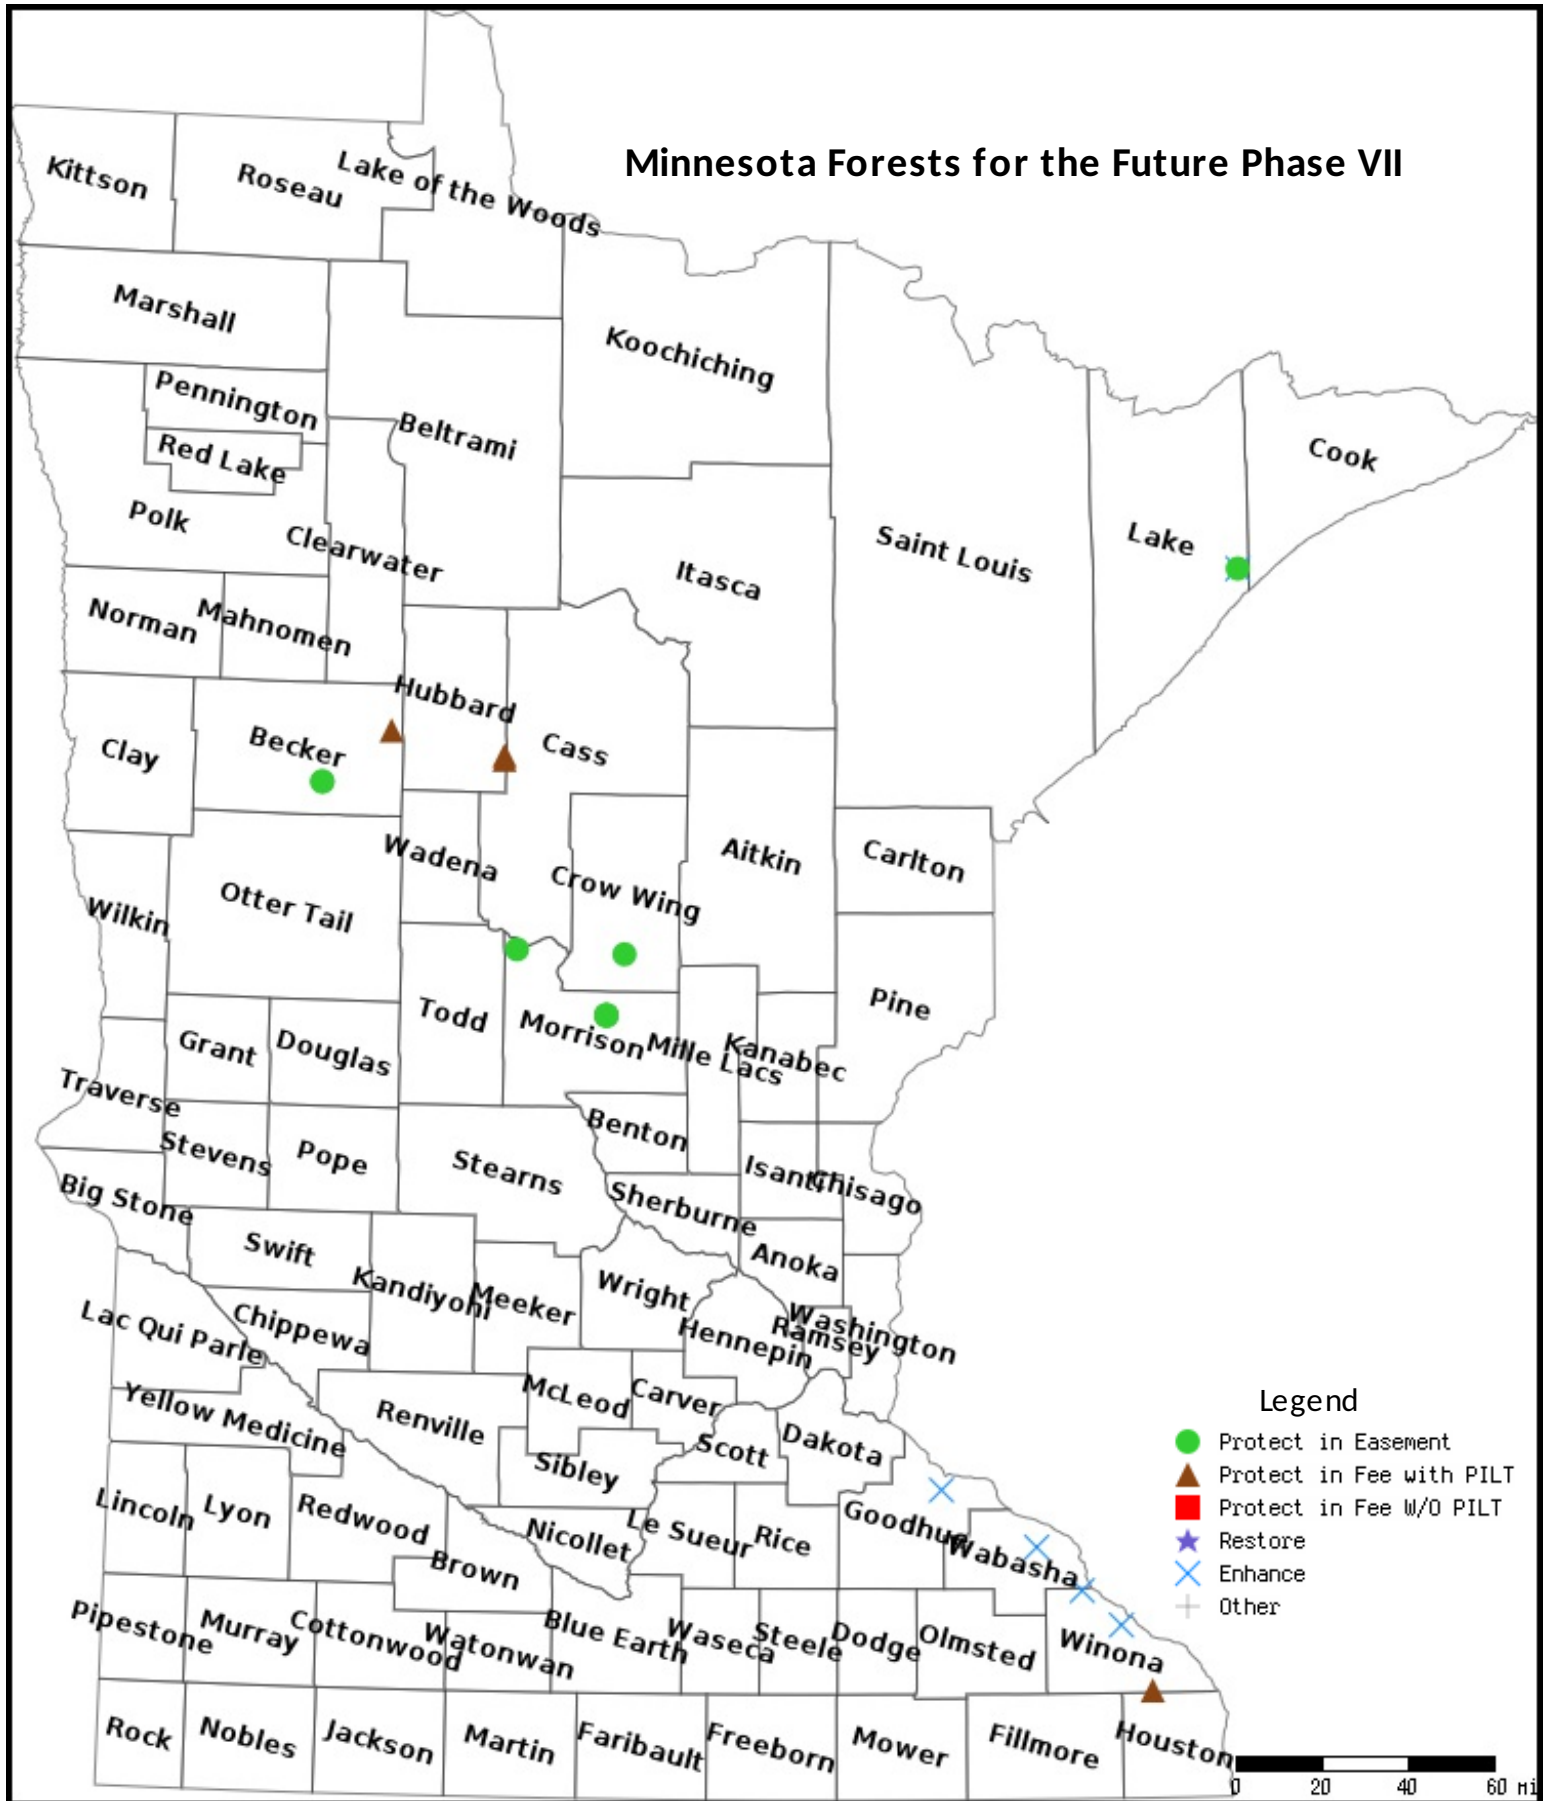 Minnesota Forests for the Future Phase VII
Kittson
Roseau
Lake of the Woods
Marshall
Koochiching
Pennington
Beltrami
Red Lake
Cook
Polk
Clearwater
Saint Louis
Lake
Itasca
Norman
Mahnomen
Hubbard
Becker
Clay
Cass
Wadena
Aitkin
Carlton
Crow Wing
Otter Tail
Wilkin
Pine
Todd
Morrison
Mille Lacs
Kanabec
Grant
Douglas
Traverse
Benton
Stevens
Pope
Stearns
Isanti
Chisago
Big Stone
Sherburne
Swift
Anoka
Kandiyohi
Meeker
Wright
Lac Qui Parle
Chippewa
Hennepin
Ramsey
Washington
McLeod
Carver
Yellow Medicine
Renville
Scott
Dakota
Sibley
Lincoln
Lyon
Redwood
Nicollet
Le Sueur
Rice
Goodhue
Wabasha
Brown
Pipestone
Murray
Cottonwood
Watonwan
Blue Earth
Waseca
Steele
Dodge
Olmsted
Winona
Rock
Nobles
Jackson
Martin
Faribault
Freeborn
Mower
Fillmore
Houston
Legend
Protect in Easement
Protect in Fee with PILT
Protect in Fee W/O PILT
Restore
Enhance
Other
0 20 40 60 mi